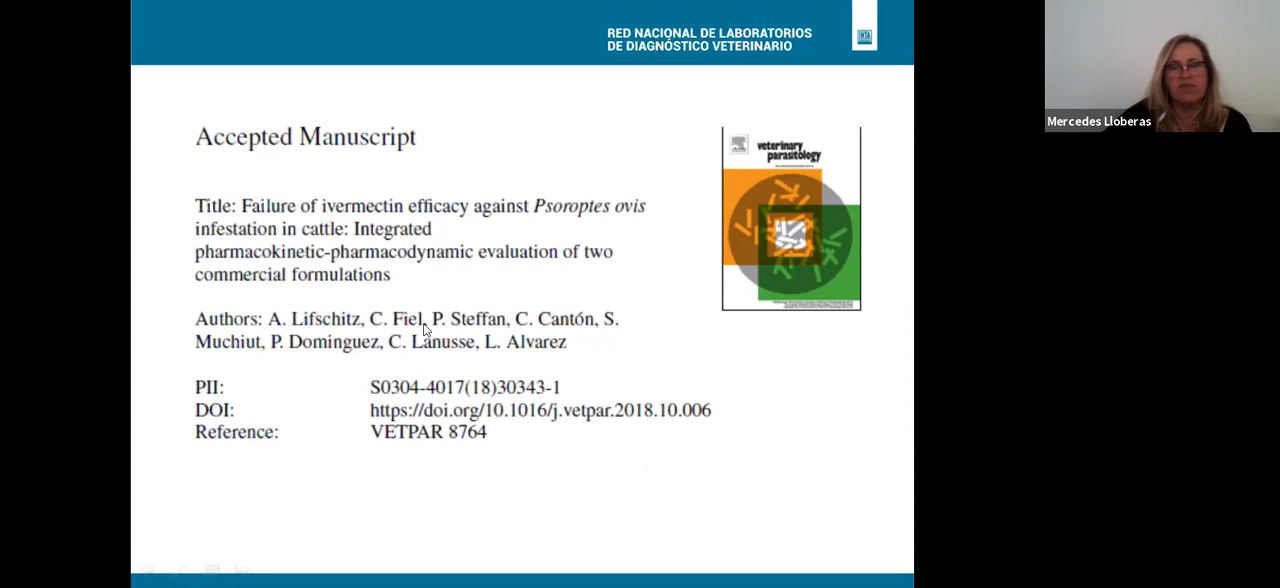 RED NACIONAL DE LABORATORIOS
DE DIAGNÓSTICO VETERINARIO
INTA
Mercedes Lloberas
Accepted Manuscript
veterinary
parasitology
Title: Failure of ivermectin efficacy against Psoroptes ovis
infestation in cattle: Integrated
pharmacokinetic-pharmacodynamic evaluation of two
commercial formulations
Authors: A. Lifschitz, C. Fiel, P. Steffan, C. Cantón, S.
Muchiut, P. Dominguez, C. Lanusse, L. Alvarez
PII: S0304-4017(18)30343-1
DOI: https://doi.org/10.1016/j.vetpar.2018.10.006
Reference: VETPAR 8764